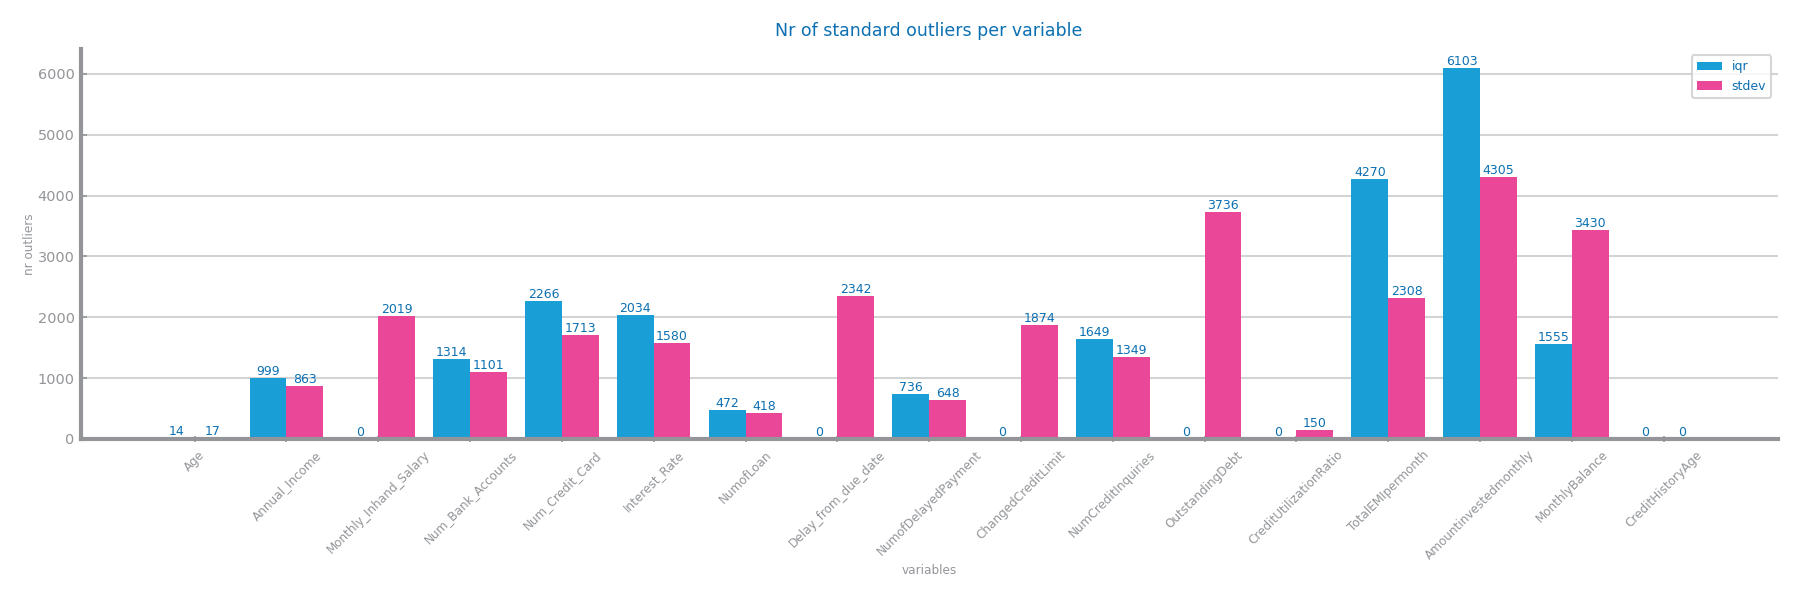 Nr of standard outliers per variable
iqr
stdev
nr outliers
6000
5000
4000
3000
2000
1000
0
14 17
999 863
0 2019
1314 1101
2266 1713
2034 1580
472 418
0 2342
736 648
0 1874
1649 1349
0 3736
0 150
4270 2308
6103 4305
1555 3430
0 0
Age
Annual_Income
Monthly_Inhand_Salary
Num_Bank_Accounts
Num_Credit_Card
Interest_Rate
NumofLoan
Delay_from_due_date
NumofDelayedPayment
ChangedCreditLimit
NumCreditInquiries
OutstandingDebt
CreditUtilizationRatio
TotalEMIpermonth
Amountinvestedmonthly
MonthlyBalance
CreditHistoryAge
variables